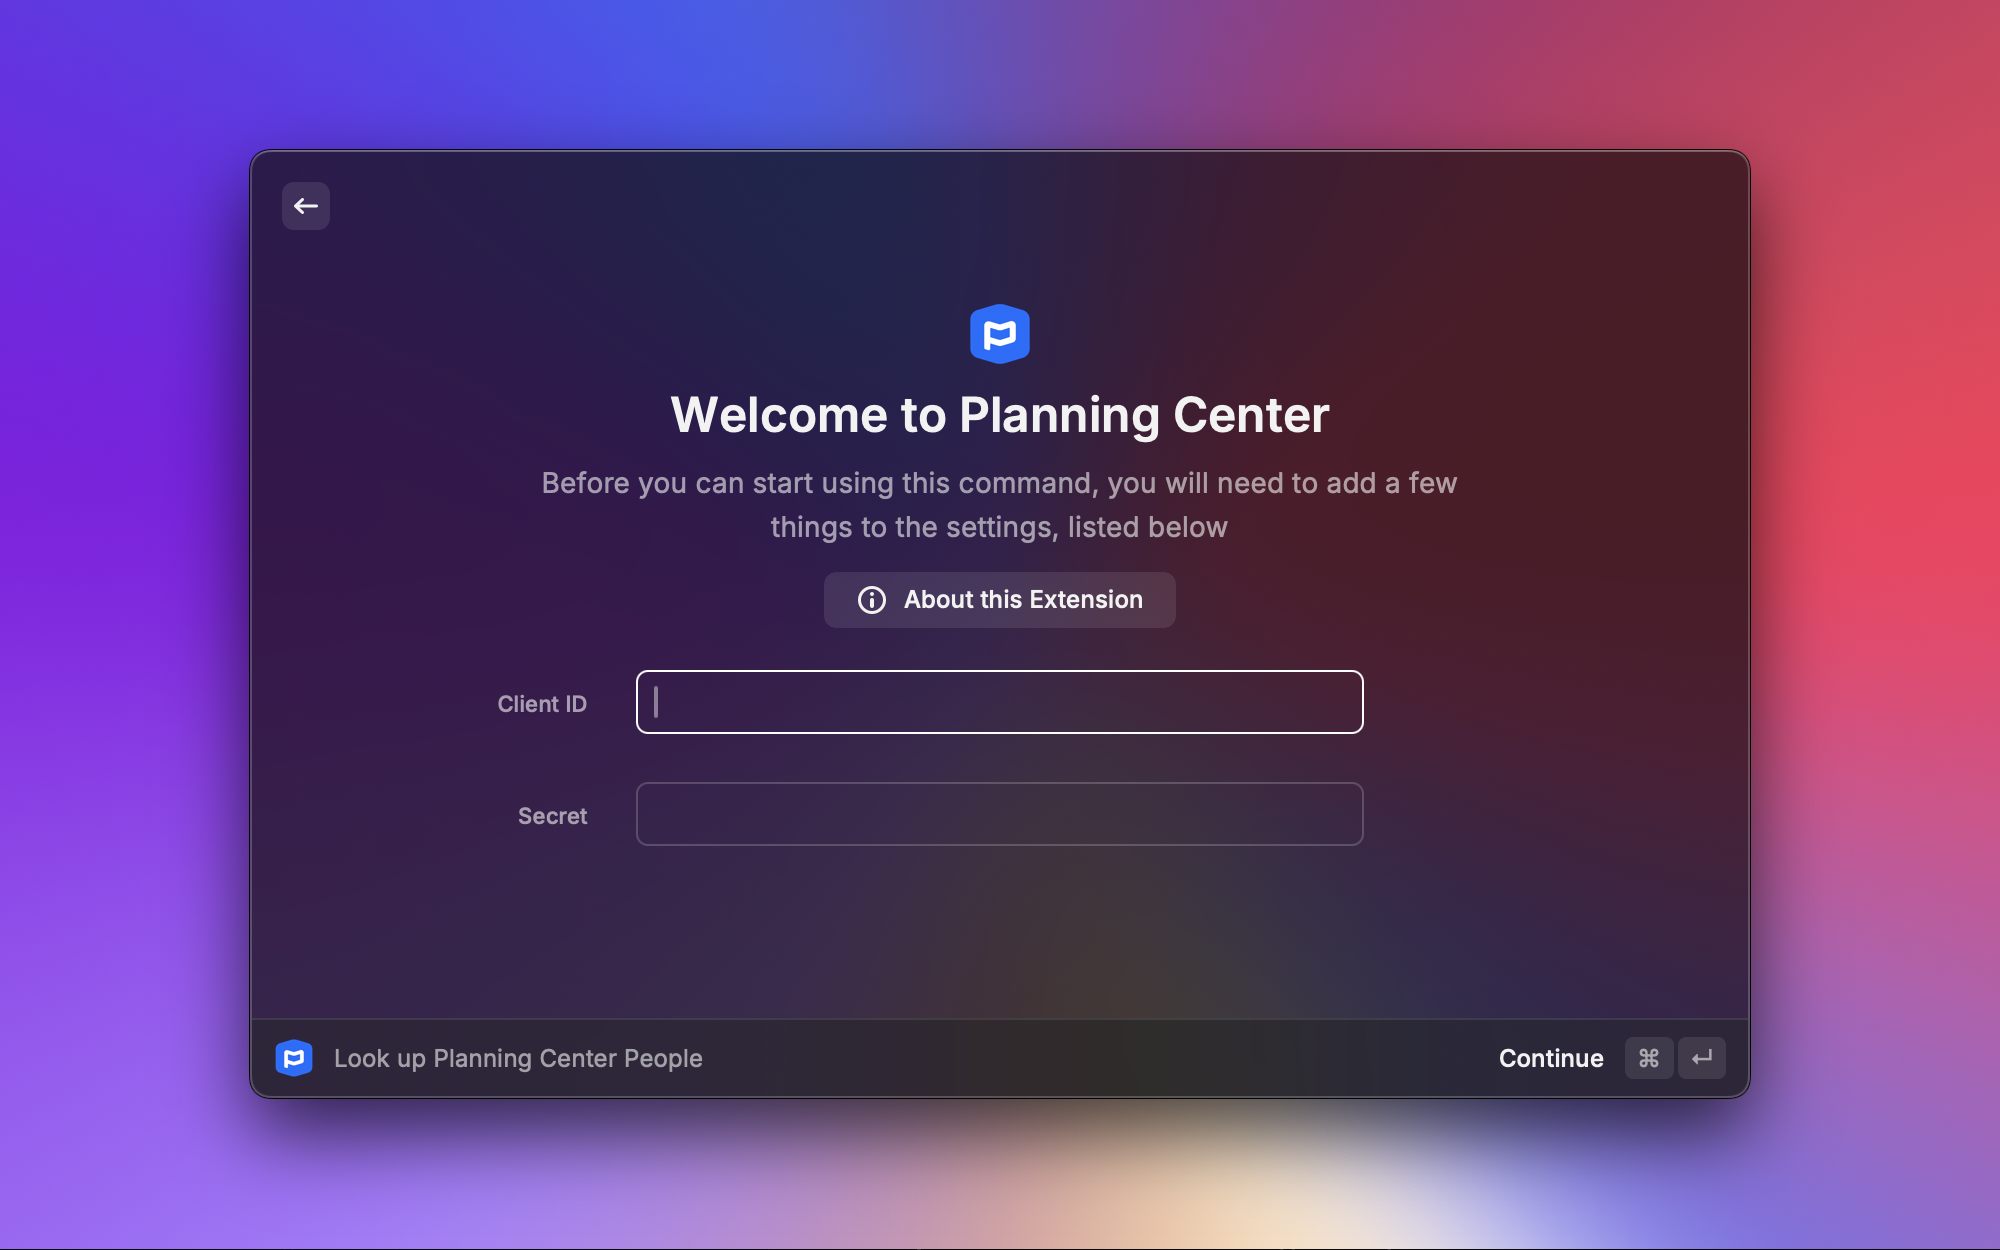 Welcome to Planning Center
Before you can start using this command, you will need to add a few
things to the settings, listed below
About this Extension
Client ID
Secret
Look up Planning Center People
Continue ⌘ ↵